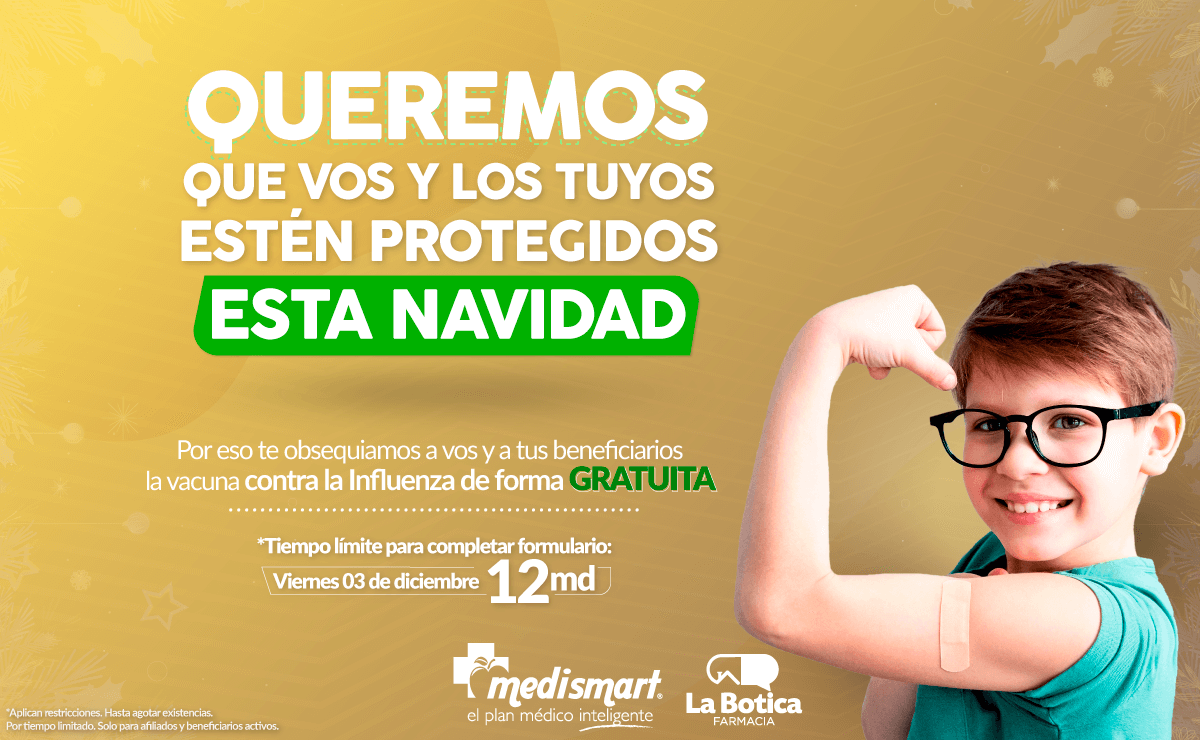 QUEREMOS
QUE VOS Y LOS TUYOS
ESTÉN PROTEGIDOS
ESTA NAVIDAD
Por eso te obsequiamos a vos y a tus beneficiarios
la vacuna contra la Influenza de forma GRATUITA
*Tiempo límite para completar formulario:
Viernes 03 de diciembre 12md
medismart®
el plan médico inteligente
La Botica
FARMACIA
*Aplican restricciones. Hasta agotar existencias.
Por tiempo limitado. Solo para afiliados y beneficiarios activos.